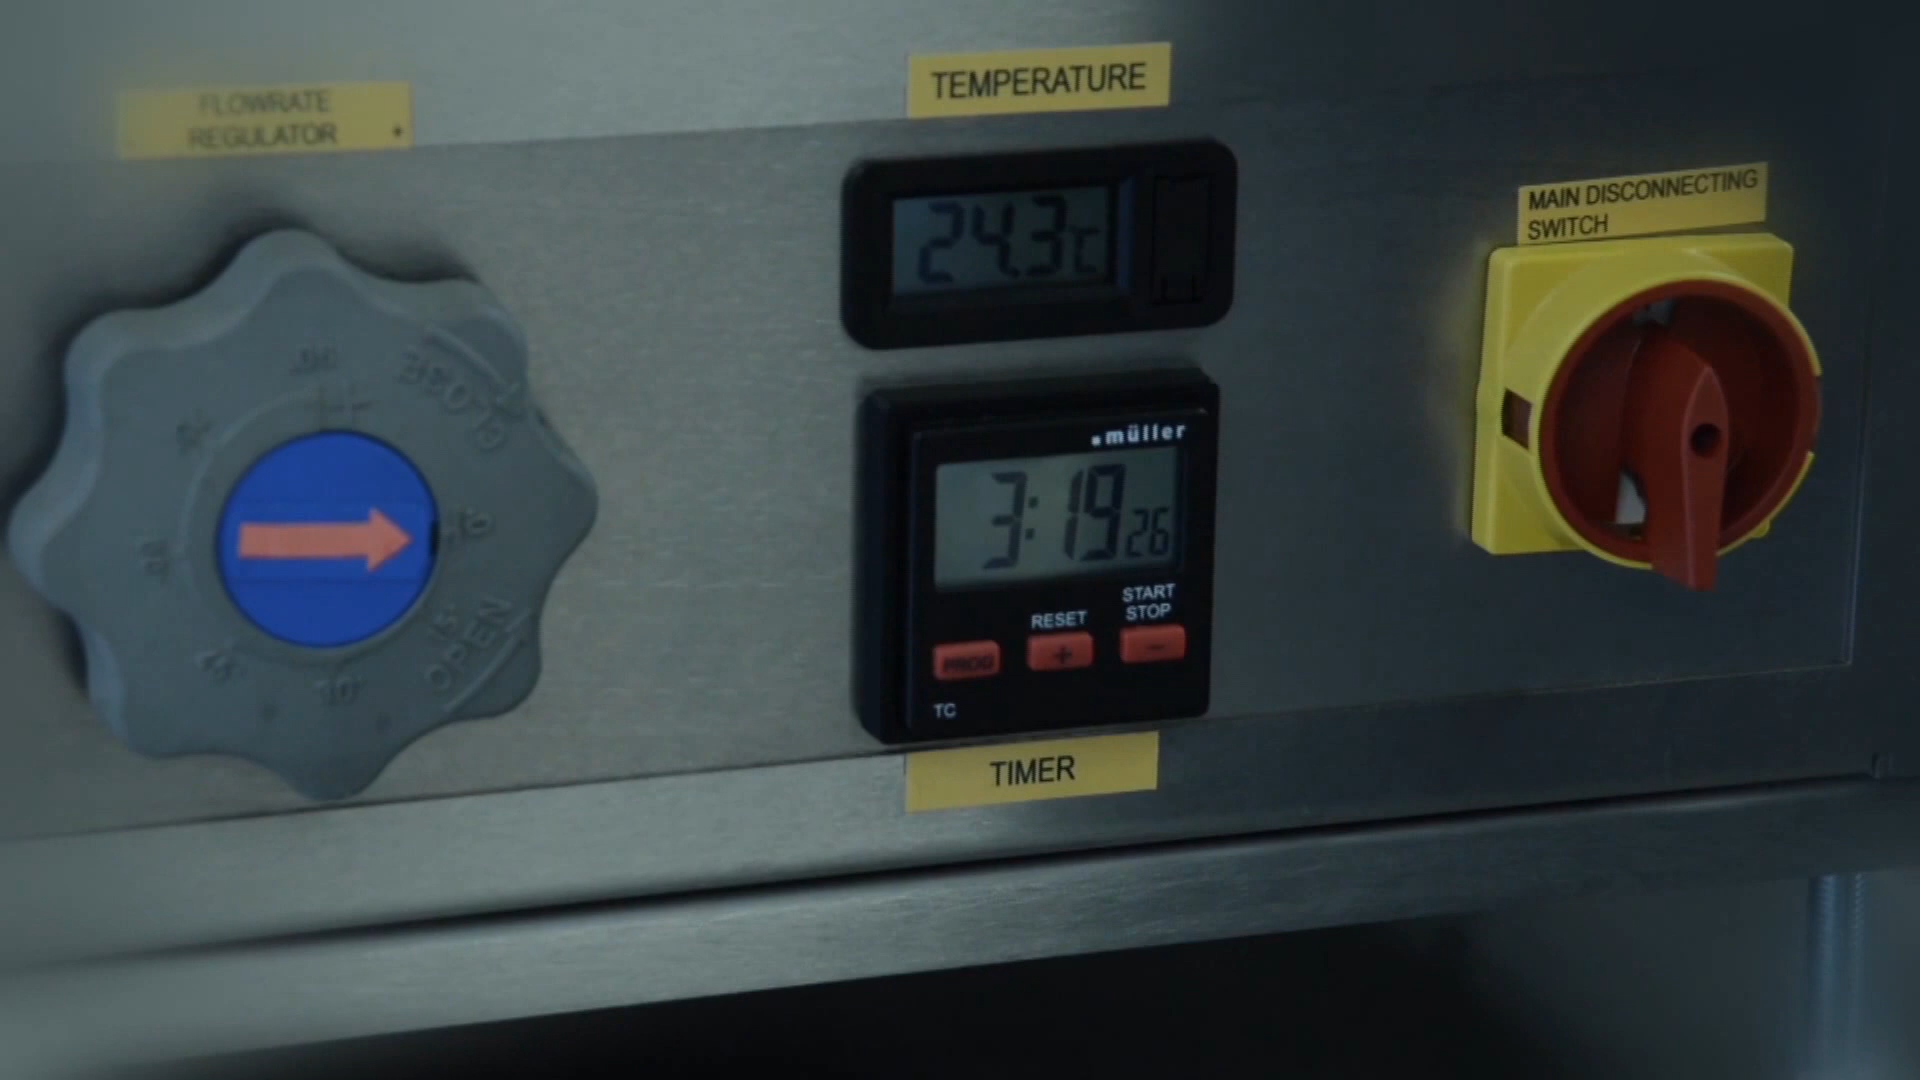 FLOWRATE
REGULATOR
TEMPERATURE
24.3°C
MAIN DISCONNECTING
SWITCH
CLOSE
OPEN
müller
3:19 26
RESET
START
STOP
PROG
+
-
TC
TIMER